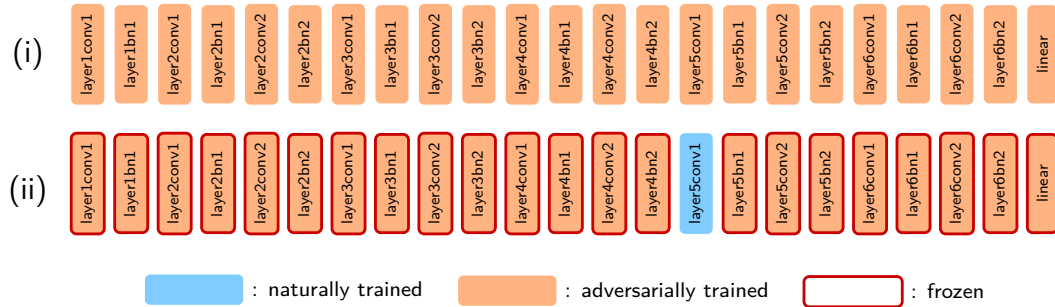 (i) layer1conv1 layer1bn1 layer2conv1 layer2bn1 layer2conv2 layer2bn2 layer3conv1 layer3bn1 layer3conv2 layer3bn2 layer4conv1 layer4bn1 layer4conv2 layer4bn2 layer5conv1 layer5bn1 layer5conv2 layer5bn2 layer6conv1 layer6bn1 layer6conv2 layer6bn2 linear
(ii) layer1conv1 layer1bn1 layer2conv1 layer2bn1 layer2conv2 layer2bn2 layer3conv1 layer3bn1 layer3conv2 layer3bn2 layer4conv1 layer4bn1 layer4conv2 layer4bn2 layer5conv1 layer5bn1 layer5conv2 layer5bn2 layer6conv1 layer6bn1 layer6conv2 layer6bn2 linear
: naturally trained : adversarially trained : frozen